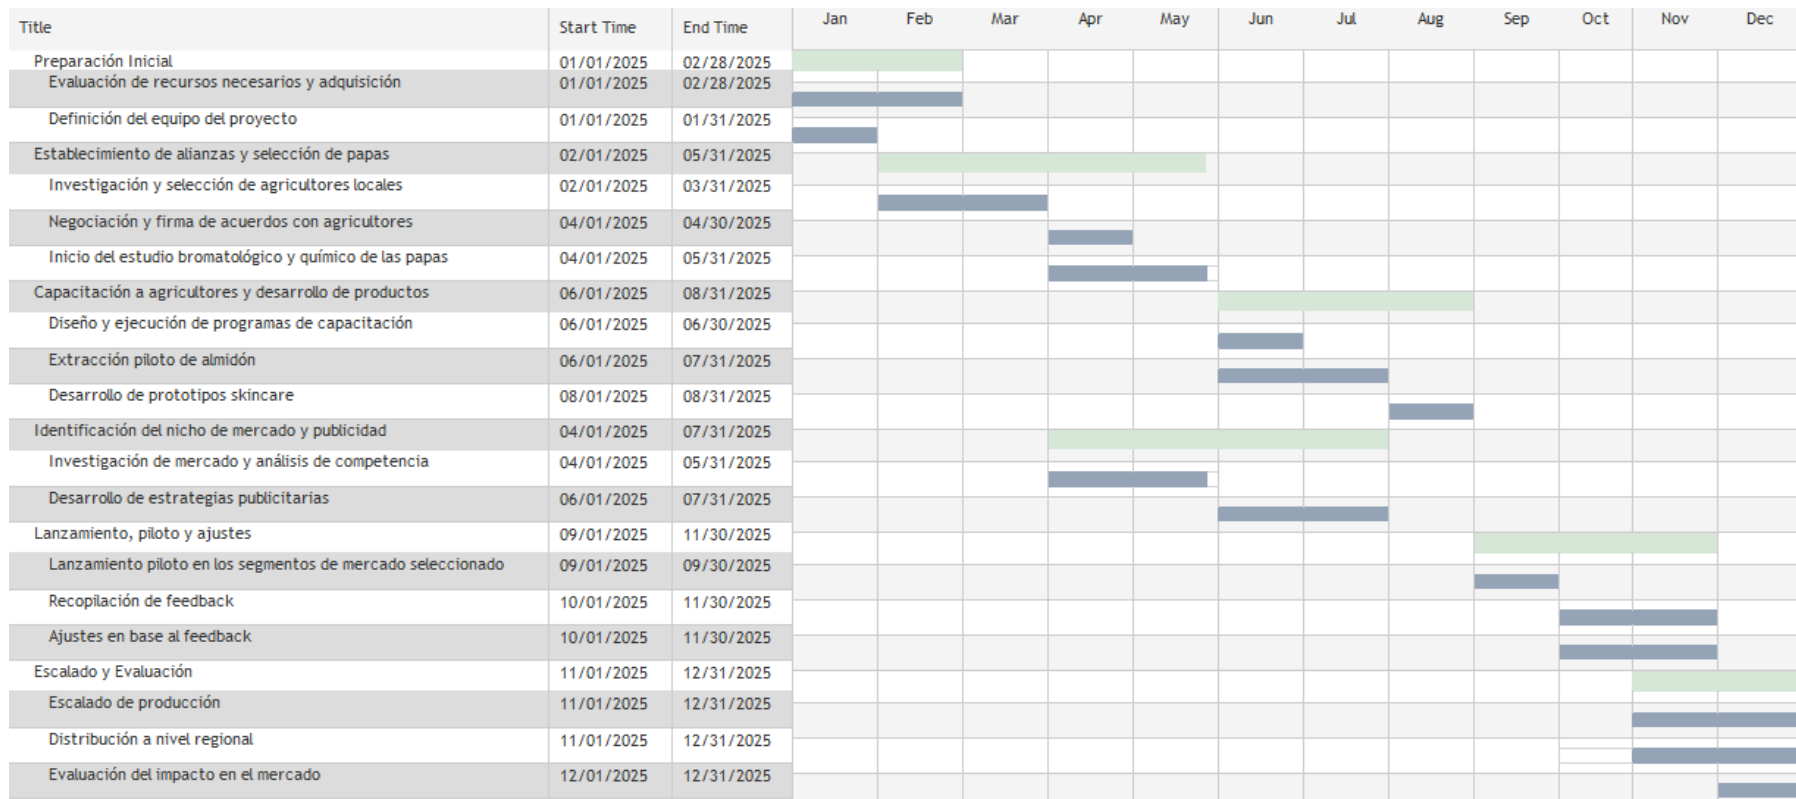 Title Start Time End Time Jan Feb Mar Apr May Jun Jul Aug Sep Oct Nov Dec
Preparación Inicial 01/01/2025 02/28/2025
Evaluación de recursos necesarios y adquisición 01/01/2025 02/28/2025
Definición del equipo del proyecto 01/01/2025 01/31/2025
Establecimiento de alianzas y selección de papas 02/01/2025 05/31/2025
Investigación y selección de agricultores locales 02/01/2025 03/31/2025
Negociación y firma de acuerdos con agricultores 04/01/2025 04/30/2025
Inicio del estudio bromatológico y químico de las papas 04/01/2025 05/31/2025
Capacitación a agricultores y desarrollo de productos 06/01/2025 08/31/2025
Diseño y ejecución de programas de capacitación 06/01/2025 06/30/2025
Extracción piloto de almidón 06/01/2025 07/31/2025
Desarrollo de prototipos skincare 08/01/2025 08/31/2025
Identificación del nicho de mercado y publicidad 04/01/2025 07/31/2025
Investigación de mercado y análisis de competencia 04/01/2025 05/31/2025
Desarrollo de estrategias publicitarias 06/01/2025 07/31/2025
Lanzamiento, piloto y ajustes 09/01/2025 11/30/2025
Lanzamiento piloto en los segmentos de mercado seleccionado 09/01/2025 09/30/2025
Recopilación de feedback 10/01/2025 11/30/2025
Ajustes en base al feedback 10/01/2025 11/30/2025
Escalado y Evaluación 11/01/2025 12/31/2025
Escalado de producción 11/01/2025 12/31/2025
Distribución a nivel regional 11/01/2025 12/31/2025
Evaluación del impacto en el mercado 12/01/2025 12/31/2025